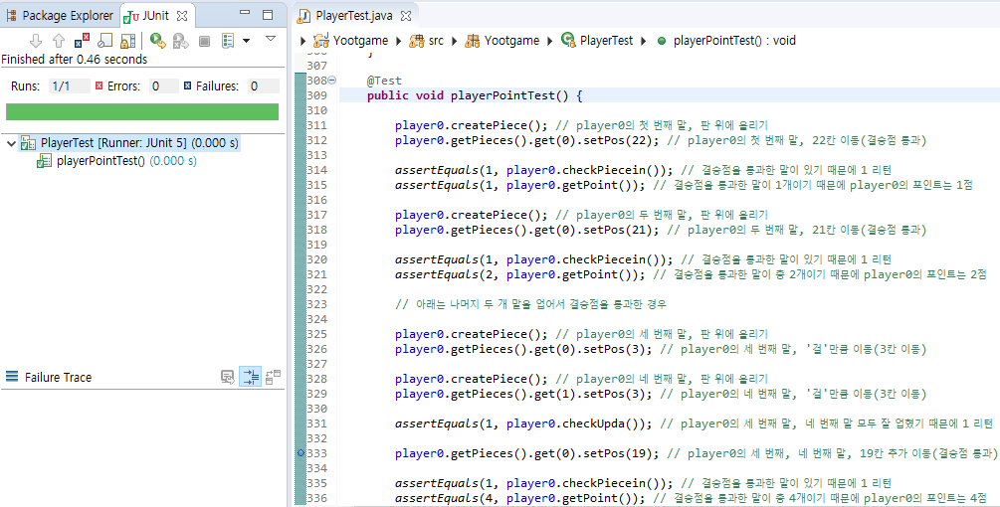 Package Explorer
JUnit
Finished after 0.46 seconds
Runs: 1/1
Errors: 0
Failures: 0
PlayerTest [Runner: JUnit 5] (0.000 s)
playerPointTest() (0.000 s)
Failure Trace
PlayerTest.java
Yootgame
src
Yootgame
PlayerTest
playerPointTest() : void
307
308 @Test
309 public void playerPointTest() {
310
311 player0.createPiece(); // player0의 첫 번째 말, 판 위에 올리기
312 player0.getPieces().get(0).setPos(22); // player0의 첫 번째 말, 22칸 이동(결승점 통과)
313
314 assertEquals(1, player0.checkPiecein()); // 결승점을 통과한 말이 있기 때문에 1 리턴
315 assertEquals(1, player0.getPoint()); // 결승점을 통과한 말이 1개이기 때문에 player0의 포인트는 1점
316
317 player0.createPiece(); // player0의 두 번째 말, 판 위에 올리기
318 player0.getPieces().get(0).setPos(21); // player0의 두 번째 말, 21칸 이동(결승점 통과)
319
320 assertEquals(1, player0.checkPiecein()); // 결승점을 통과한 말이 있기 때문에 1 리턴
321 assertEquals(2, player0.getPoint()); // 결승점을 통과한 말이 총 2개이기 때문에 player0의 포인트는 2점
322
323 // 아래는 나머지 두 개 말을 업어서 결승점을 통과한 경우
324
325 player0.createPiece(); // player0의 세 번째 말, 판 위에 올리기
326 player0.getPieces().get(0).setPos(3); // player0의 세 번째 말, '걸'만큼 이동(3칸 이동)
327
328 player0.createPiece(); // player0의 네 번째 말, 판 위에 올리기
329 player0.getPieces().get(1).setPos(3); // player0의 네 번째 말, '걸'만큼 이동(3칸 이동)
330
331 assertEquals(1, player0.checkUpda()); // player0의 세 번째 말, 네 번째 말 모두 잘 업혔기 때문에 1 리턴
332
333 player0.getPieces().get(0).setPos(19); // player0의 세 번째, 네 번째 말, 19칸 추가 이동(결승점 통과)
334
335 assertEquals(1, player0.checkPiecein()); // 결승점을 통과한 말이 있기 때문에 1 리턴
336 assertEquals(4, player0.getPoint()); // 결승점을 통과한 말이 총 4개이기 때문에 player0의 포인트는 4점